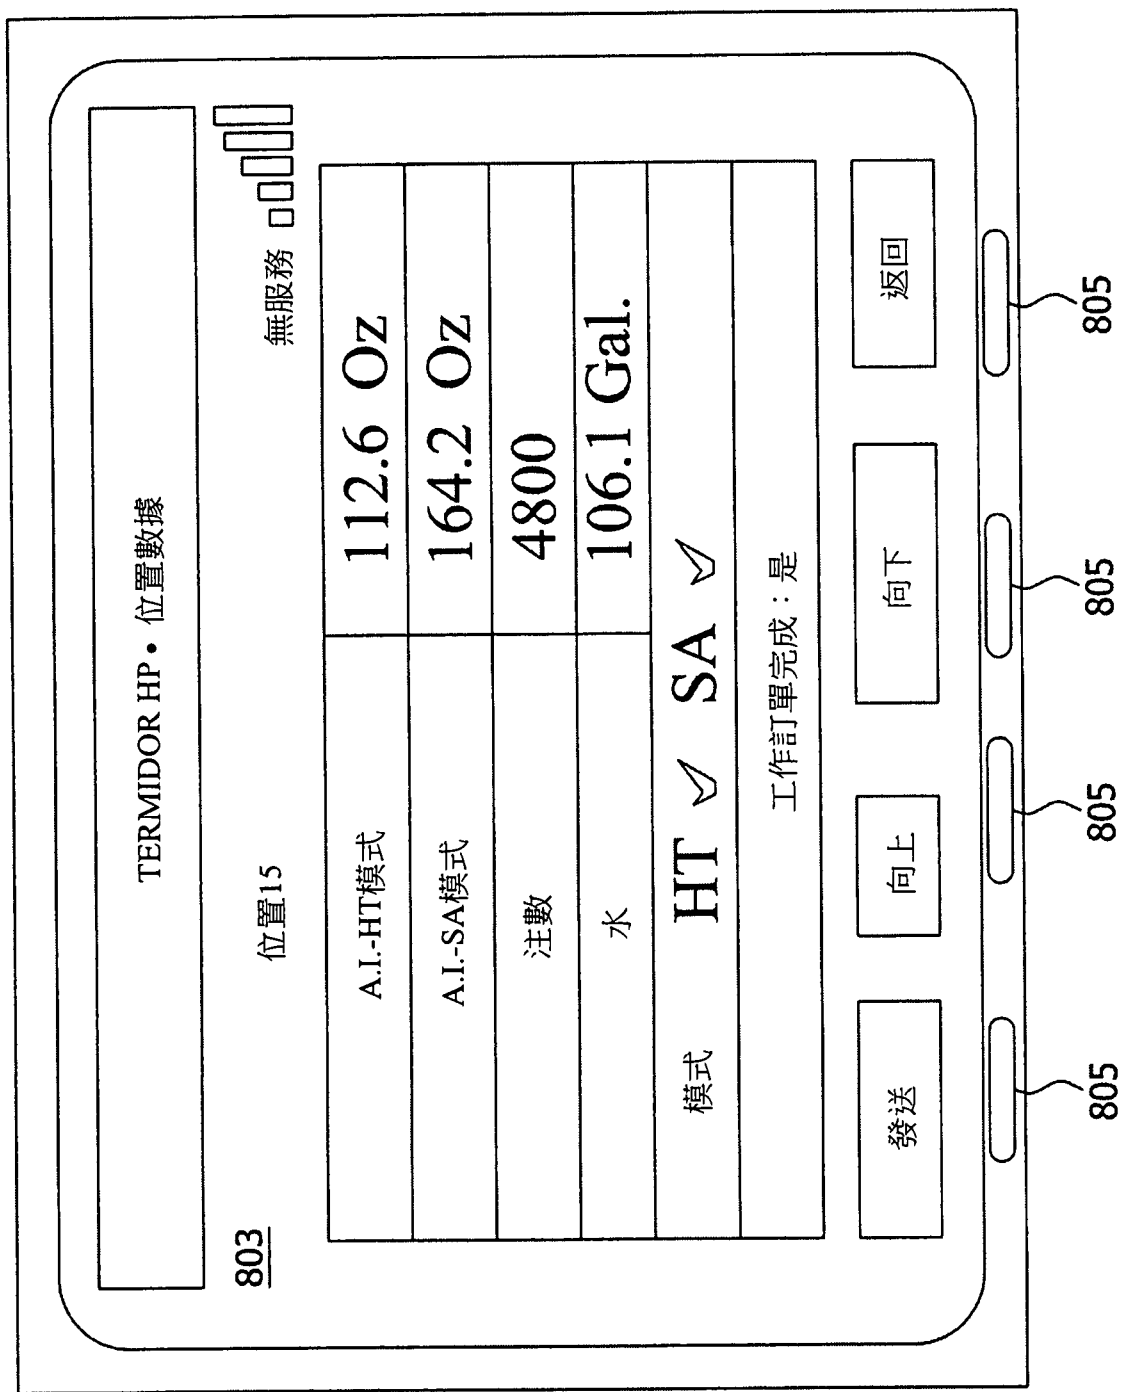 TERMIDOR HP • 位置數據
803
位置15
無服務
A.I.-HT模式 112.6 Oz
A.I.-SA模式 164.2 Oz
注數 4800
水 106.1 Gal.
模式 HT ✓ SA ✓
工作訂單完成：是
發送 向上 向下 返回
805 805 805 805